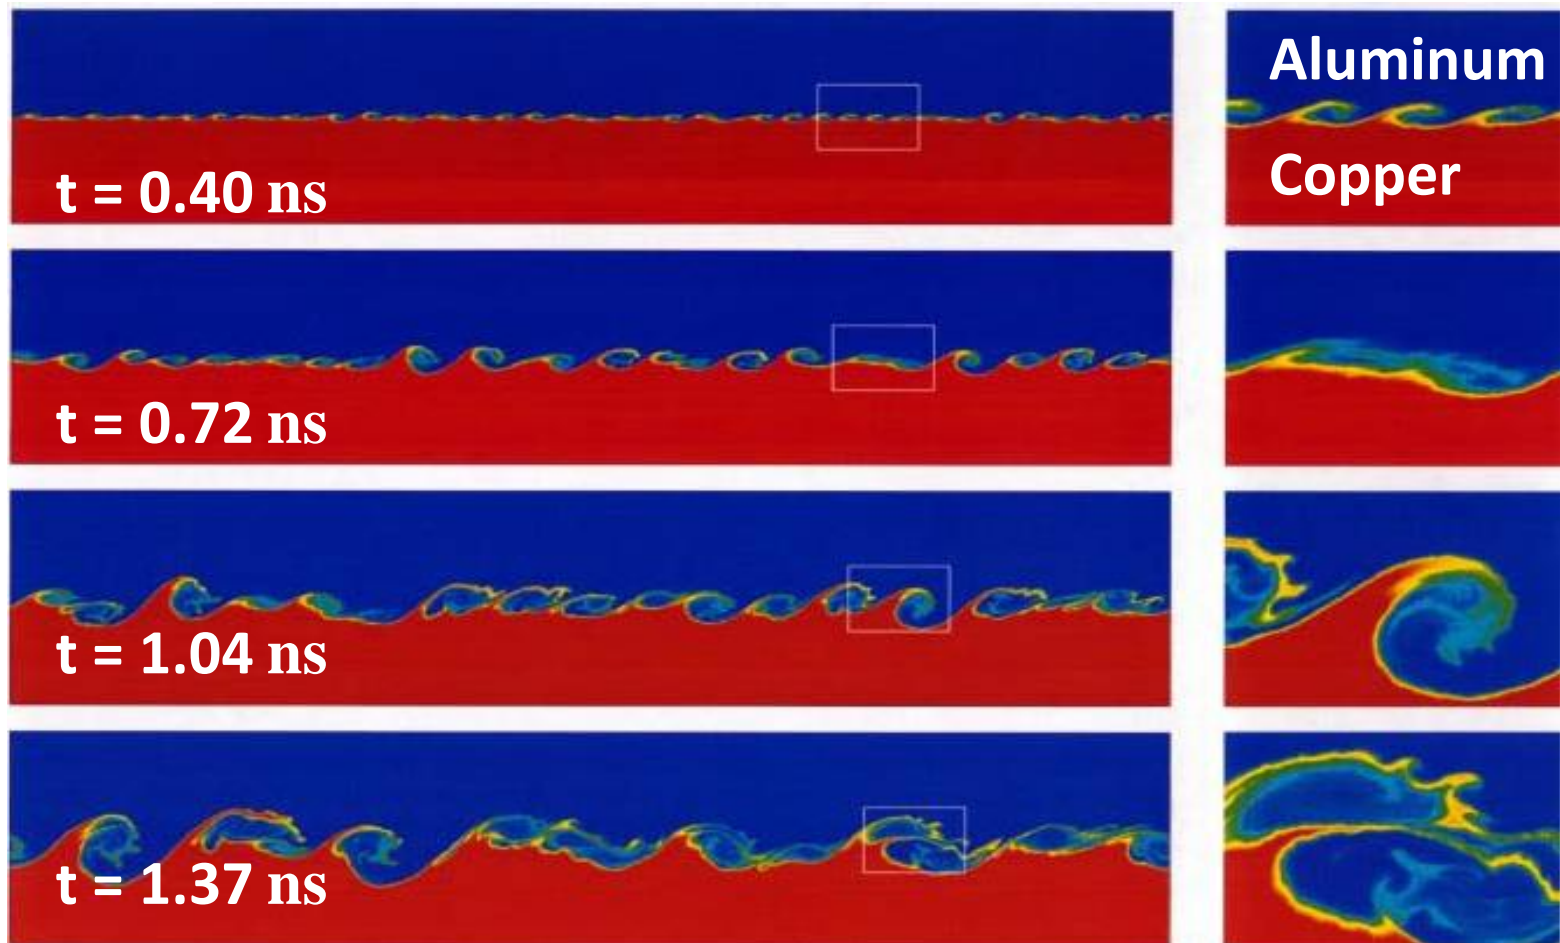 Aluminum
Copper
t = 0.40 ns
t = 0.72 ns
t = 1.04 ns
t = 1.37 ns